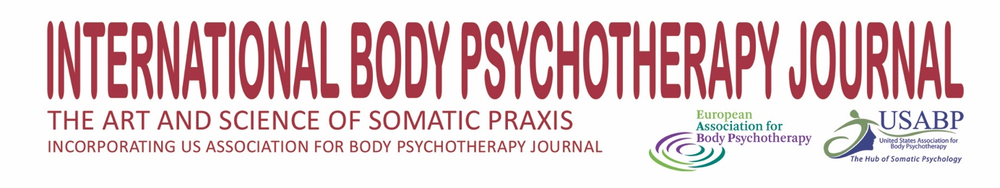 INTERNATIONAL BODY PSYCHOTHERAPY JOURNAL
THE ART AND SCIENCE OF SOMATIC PRAXIS
INCORPORATING US ASSOCIATION FOR BODY PSYCHOTHERAPY JOURNAL
European
Association for
Body Psychotherapy
USABP
United States Association for
Body Psychotherapy
The Hub of Somatic Psychology